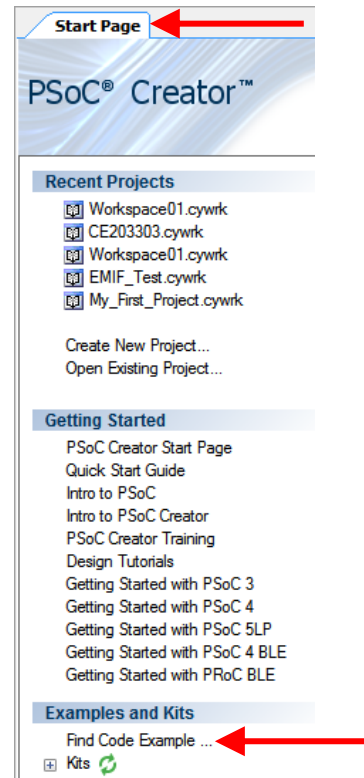 Start Page
PSoC® Creator™
Recent Projects
Workspace01.cywrk
CE203303.cywrk
Workspace01.cywrk
EMIF_Test.cywrk
My_First_Project.cywrk
Create New Project...
Open Existing Project...
Getting Started
PSoC Creator Start Page
Quick Start Guide
Intro to PSoC
Intro to PSoC Creator
PSoC Creator Training
Design Tutorials
Getting Started with PSoC 3
Getting Started with PSoC 4
Getting Started with PSoC 5LP
Getting Started with PSoC 4 BLE
Getting Started with PRoC BLE
Examples and Kits
Find Code Example ...
Kits